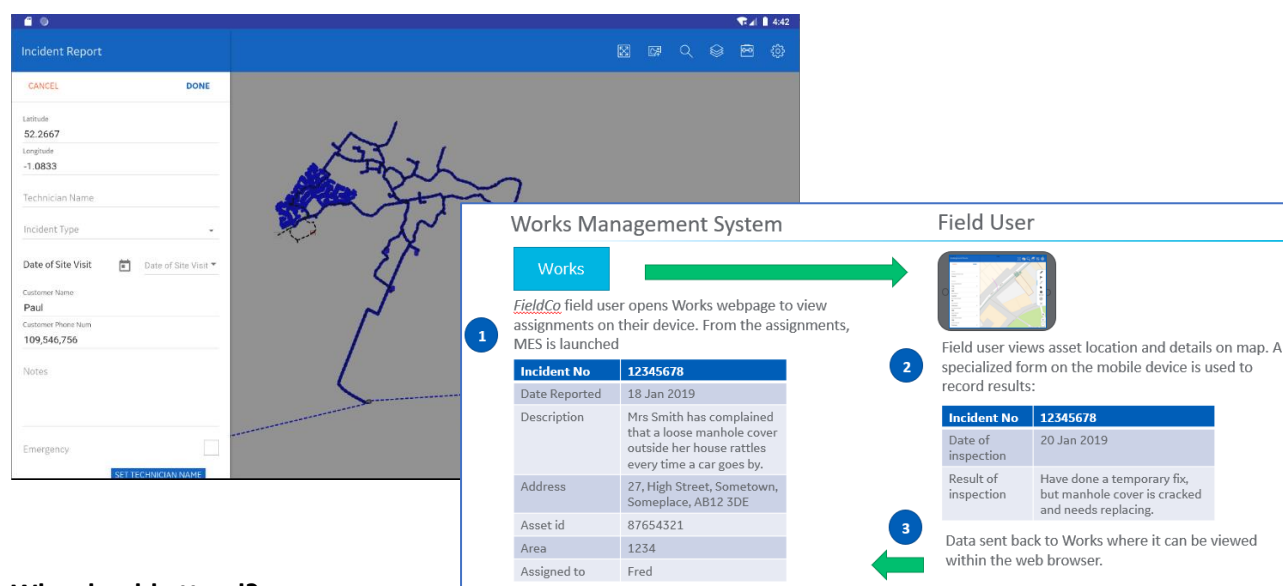 4:42
Incident Report
CANCEL DONE
Latitude
52.2667
Longitude
-1.0833
Technician Name
Incident Type
Date of Site Visit Date of Site Visit
Customer Name
Paul
Customer Phone Num
109,546,756
Notes
Emergency
SET TECHNICIAN NAME
Works Management System
Works
FieldCo field user opens Works webpage to view
assignments on their device. From the assignments,
MES is launched
1
Incident No 12345678
Date Reported 18 Jan 2019
Description Mrs Smith has complained
that a loose manhole cover
outside her house rattles
every time a car goes by.
Address 27, High Street, Sometown,
Someplace, AB12 3DE
Asset id 87654321
Area 1234
Assigned to Fred
Field User
2
Field user views asset location and details on map. A
specialized form on the mobile device is used to
record results:
Incident No 12345678
Date of
inspection 20 Jan 2019
Result of
inspection Have done a temporary fix,
but manhole cover is cracked
and needs replacing.
3
Data sent back to Works where it can be viewed
within the web browser.